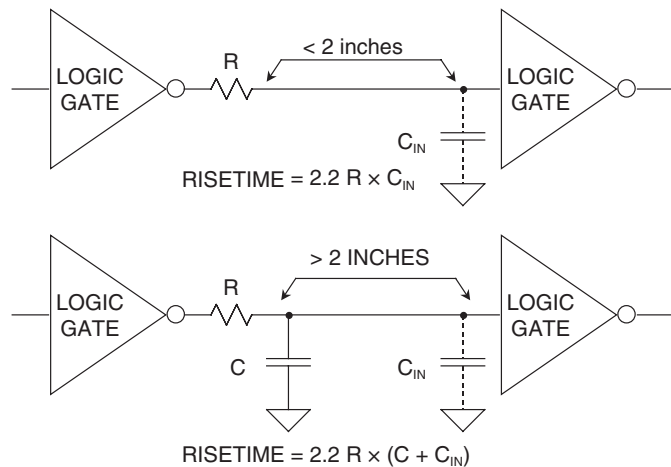 LOGIC
GATE
R
< 2 inches
C_IN
LOGIC
GATE
RISETIME = 2.2 R × C_IN
LOGIC
GATE
R
> 2 INCHES
C
C_IN
LOGIC
GATE
RISETIME = 2.2 R × (C + C_IN)